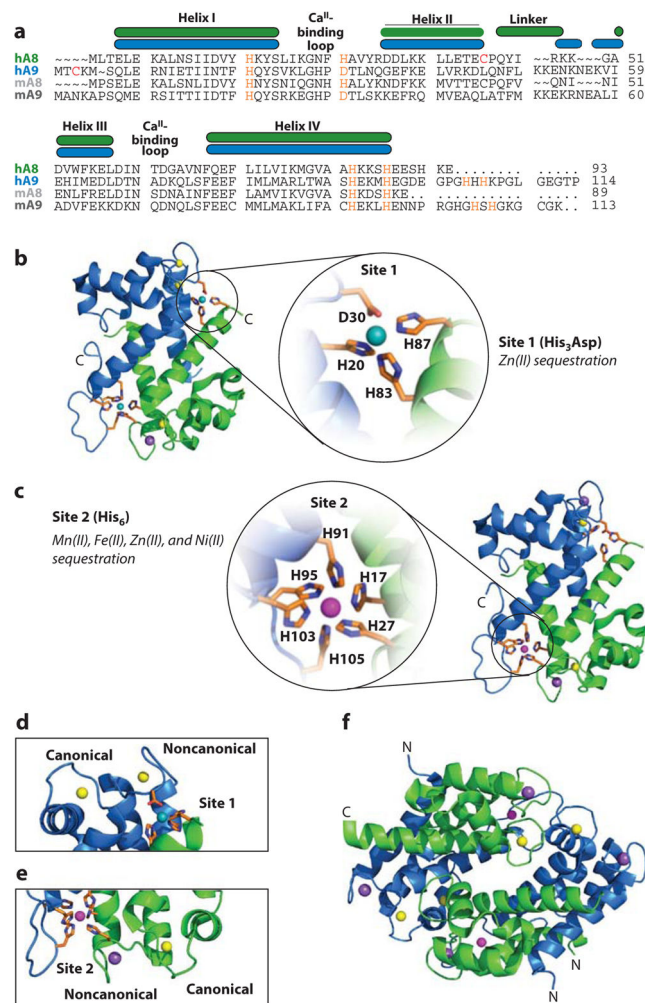 a
Helix I Ca^II- binding loop Helix II Linker
hA8 ~~~~MLTELE KALNSIIDVY HKYSLIKGNF HAVYRDDLKK LLETECPQYI ~~RKK~~~GA 51
hA9 MTCKM~SQLE RNIETIINTF HQYSVKLGHP DTLNQGEFKE LVRKDLQNFL KKENKNEKVI 59
mA8 ~~~~MPSELE KALSNLIDVY HNYSNIQGNH HALYKNDFKK MVTTECPQFV ~~~~~~~NI 51
mA9 MANKAPSQME RSITTIIDTF HQYSRKEGHP DTLSKKEFRQ MVEAQLATFM KKEKRNEALI 60
Helix III Ca^II- binding loop Helix IV
hA8 DVWFKELDIN TDGAVNFQEF LILVIKMGVA AHKKSHEESH KE........ ..... 93
hA9 EHIMEDLDTN ADKQLSFEEF IMLMARLTWA SHEKMHEGDE GPGHHHKPGL GEGTP 114
mA8 ENLFRELDIN SDNAINFEEF LAMVIKVGVA SHKDSHKE.. .......... ..... 89
mA9 ADVFEKKDKN QDNQLSFEEC MMLMAKLIFA CHEKLHENNP RGHGHSHGKG CGK.. 113
b
Site 1
D30
H87
H20
H83
C
C
Site 1 (His3Asp)
Zn(II) sequestration
c
Site 2 (His6)
Mn(II), Fe(II), Zn(II), and Ni(II)
sequestration
Site 2
H91
H95
H17
H27
H103
H105
C
C
d
Canonical
Noncanonical
Site 1
e
Site 2
Noncanonical
Canonical
f
N
C
N
N